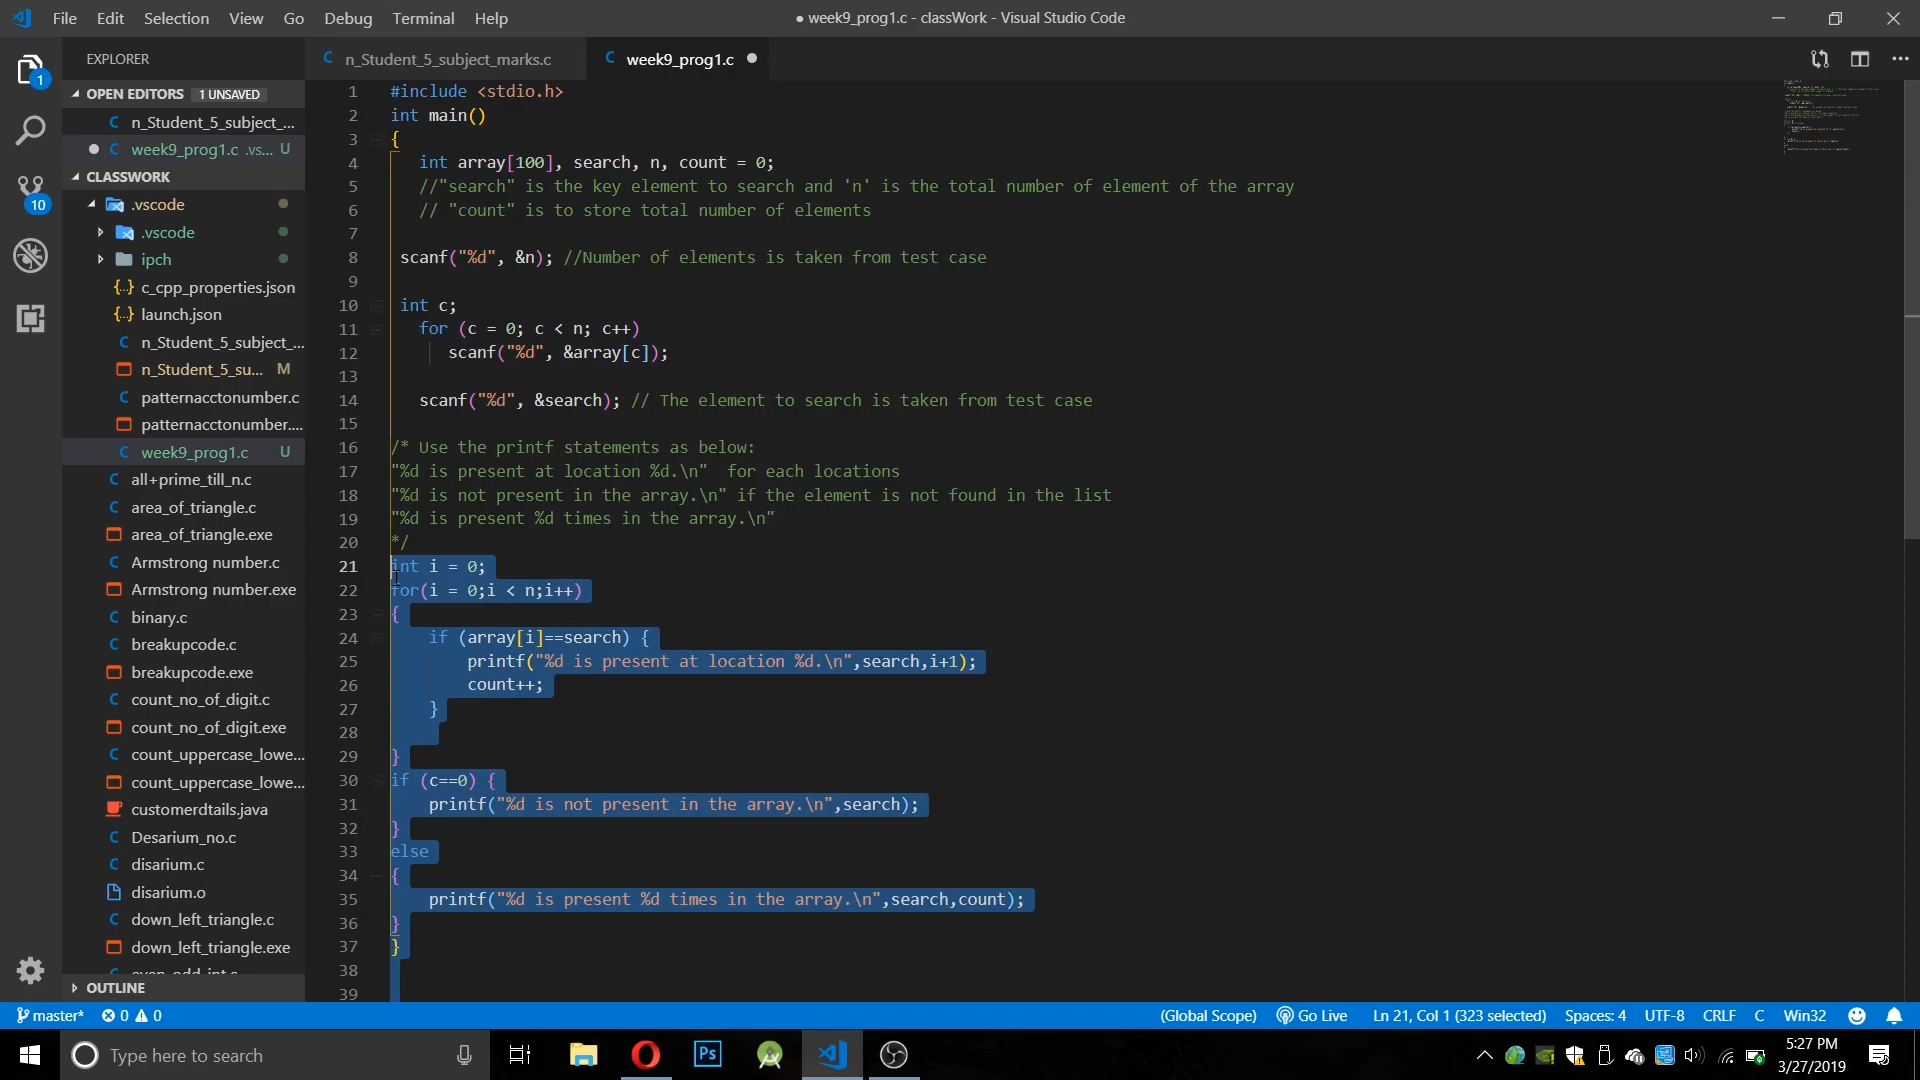 File Edit Selection View Go Debug Terminal Help
● week9_prog1.c - classWork - Visual Studio Code
EXPLORER
OPEN EDITORS 1 UNSAVED
C n_Student_5_subject_...
● C week9_prog1.c .vs... U
CLASSWORK
.vscode
.vscode
ipch
{..} c_cpp_properties.json
{..} launch.json
C n_Student_5_subject_...
n_Student_5_su... M
C patternacctonumber.c
patternacctonumber....
C week9_prog1.c U
C all+prime_till_n.c
C area_of_triangle.c
area_of_triangle.exe
C Armstrong number.c
Armstrong number.exe
C binary.c
C breakupcode.c
breakupcode.exe
C count_no_of_digit.c
count_no_of_digit.exe
C count_uppercase_lowe...
count_uppercase_lowe...
customerdtails.java
C Desarium_no.c
C disarium.c
disarium.o
C down_left_triangle.c
down_left_triangle.exe
OUTLINE
1
10
C n_Student_5_subject_marks.c
C week9_prog1.c ●
1 #include <stdio.h>
2 int main()
3 {
4 int array[100], search, n, count = 0;
5 //"search" is the key element to search and 'n' is the total number of element of the array
6 // "count" is to store total number of elements
7
8 scanf("%d", &n); //Number of elements is taken from test case
9
10 int c;
11 for (c = 0; c < n; c++)
12 scanf("%d", &array[c]);
13
14 scanf("%d", &search); // The element to search is taken from test case
15
16 /* Use the printf statements as below:
17 "%d is present at location %d.\n"  for each locations
18 "%d is not present in the array.\n" if the element is not found in the list
19 "%d is present %d times in the array.\n"
20 */
21 int i = 0;
22 for(i = 0;i < n;i++)
23 {
24 if (array[i]==search) {
25 printf("%d is present at location %d.\n",search,i+1);
26 count++;
27 }
28
29 }
30 if (c==0) {
31 printf("%d is not present in the array.\n",search);
32 }
33 else
34 {
35 printf("%d is present %d times in the array.\n",search,count);
36 }
37 }
38
39
master* 0 0 (Global Scope) Go Live Ln 21, Col 1 (323 selected) Spaces: 4 UTF-8 CRLF C Win32
Type here to search
Ps
5:27 PM
3/27/2019